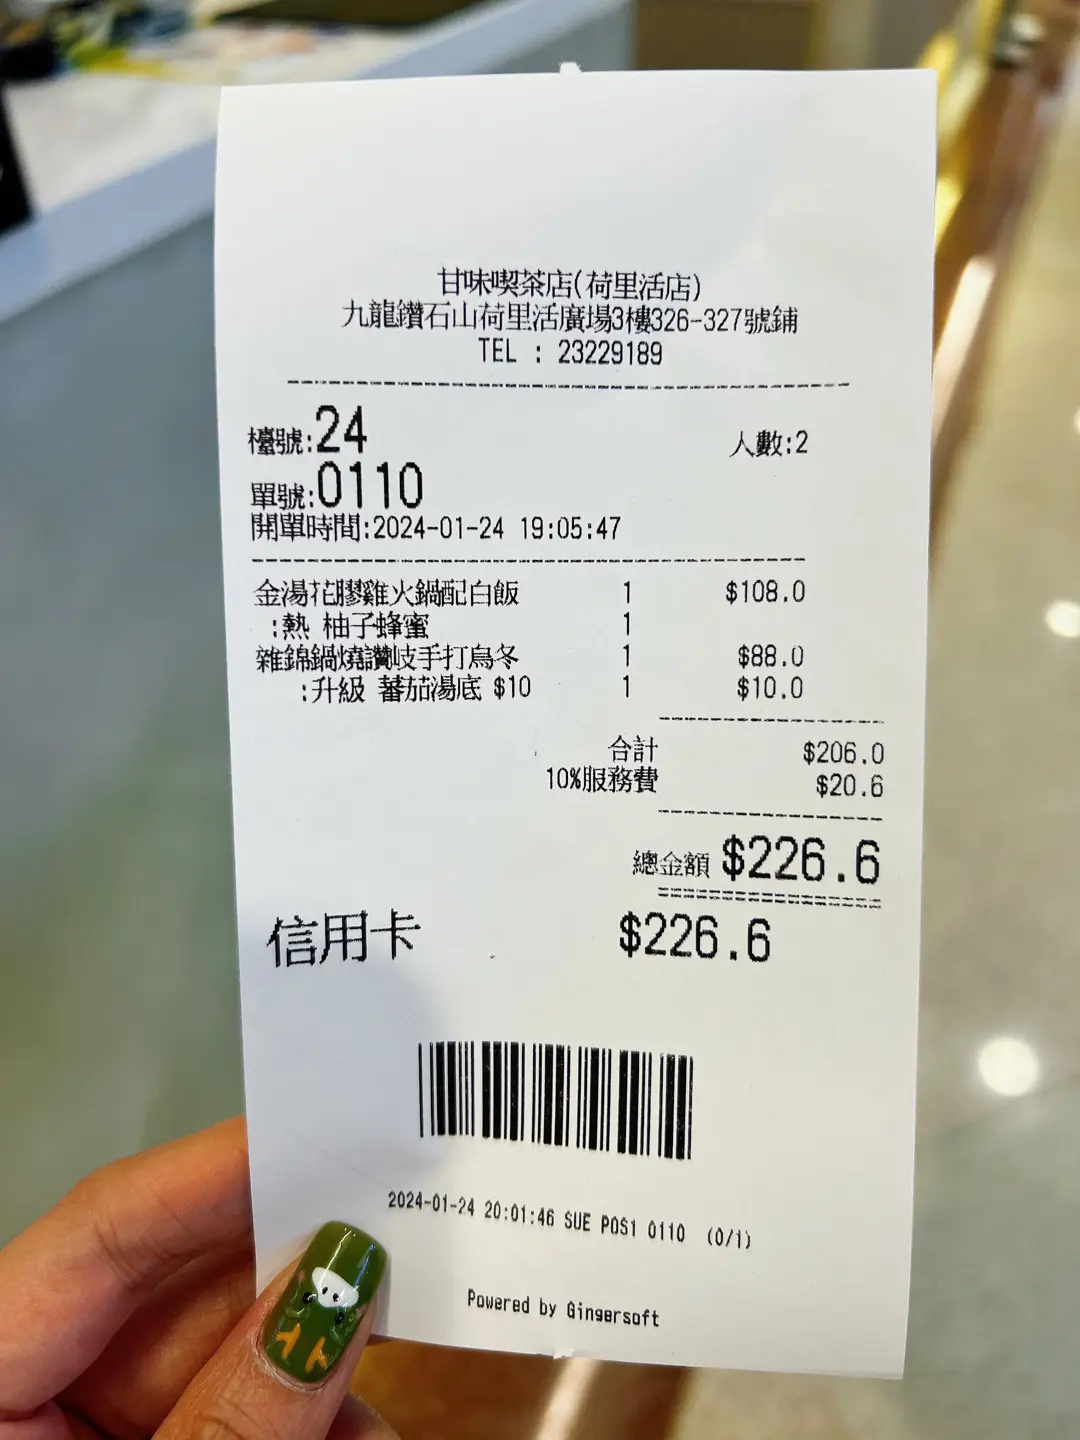 甘味喫茶店(荷里活店)
九龍鑽石山荷里活廣場3樓326-327號鋪
TEL : 23229189
檯號:24 人數:2
單號:0110
開單時間:2024-01-24 19:05:47
金湯花膠雞火鍋配白飯 1 $108.0
:熱 柚子蜂蜜 1
雜錦鍋燒讚岐手打烏冬 1 $88.0
:升級 蕃茄湯底 $10 1 $10.0
合計 $206.0
10%服務費 $20.6
總金額 $226.6
信用卡 $226.6
2024-01-24 20:01:46 SUE POS1 0110 (0/1)
Powered by Gingersoft